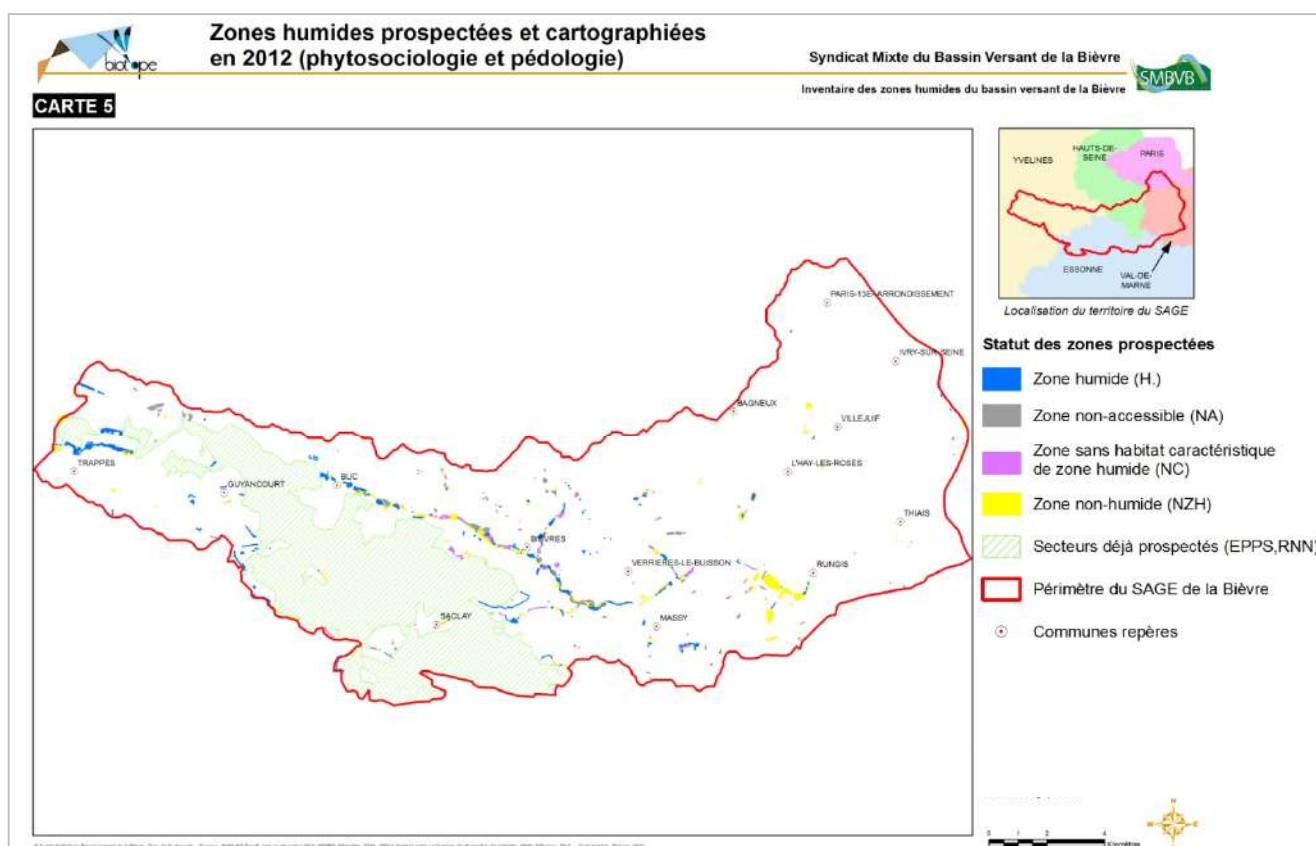 biotope
Zones humides prospectées et cartographiées
en 2012 (phytosociologie et pédologie)
Syndicat Mixte du Bassin Versant de la Bièvre
Inventaire des zones humides du bassin versant de la Bièvre
SMBVB
CARTE 5
YVELINES
HAUTS-DE-
SEINE
PARIS
ESSONNE
VAL-DE-
MARNE
Localisation du territoire du SAGE
PARIS-13E-ARRONDISSEMENT
IVRY-SUR-SEINE
BAGNEUX
VILLEJUIF
L'HAY-LES-ROSES
TRAPPES
GUYANCOURT
BUC
THIAIS
BIEVRES
VERRIERES-LE-BUISSON
RUNGIS
SACLAY
MASSY
Statut des zones prospectées
Zone humide (H.)
Zone non-accessible (NA)
Zone sans habitat caractéristique
de zone humide (NC)
Zone non-humide (NZH)
Secteurs déjà prospectés (EPPS,RNN)
Périmètre du SAGE de la Bièvre
Communes repères
N
W E
S
0 1 2 4
Kilomètres